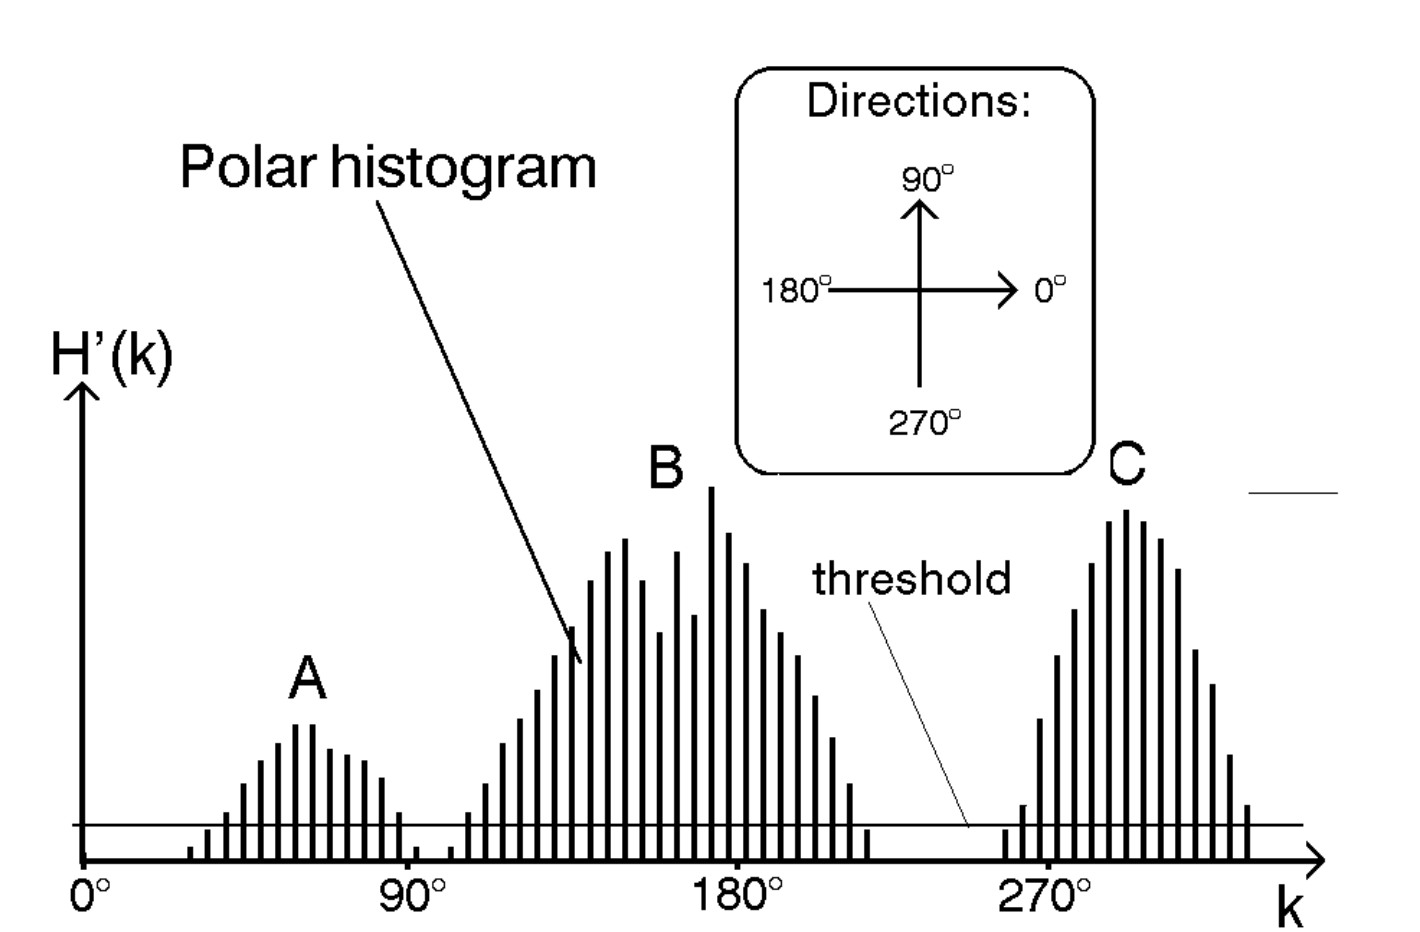 Directions:
90°
180°
0°
270°
Polar histogram
H’(k)
B
C
threshold
A
0°
90°
180°
270°
k